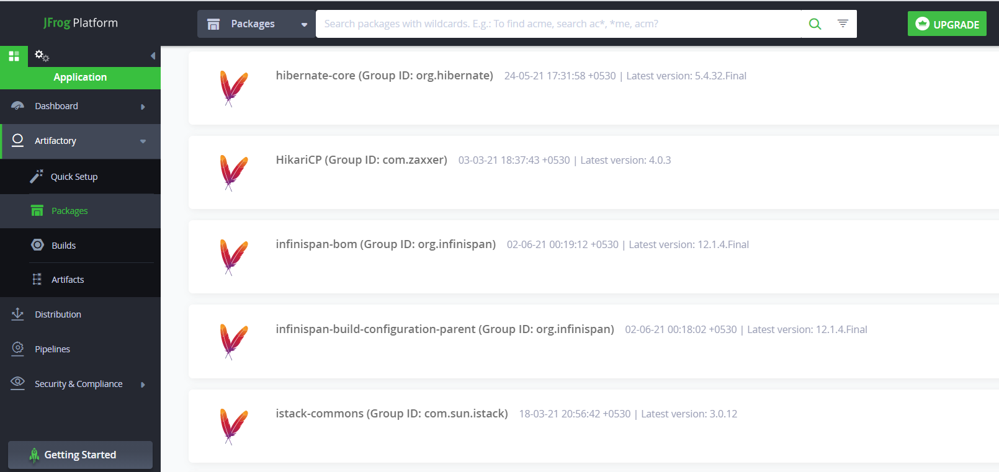 JFrog Platform
Packages
Search packages with wildcards. E.g.: To find acme, search ac*, *me, acm?
UPGRADE
Application
Dashboard
Artifactory
Quick Setup
Packages
Builds
Artifacts
Distribution
Pipelines
Security & Compliance
Getting Started
hibernate-core (Group ID: org.hibernate) 24-05-21 17:31:58 +0530 | Latest version: 5.4.32.Final
HikariCP (Group ID: com.zaxxer) 03-03-21 18:37:43 +0530 | Latest version: 4.0.3
infinispan-bom (Group ID: org.infinispan) 02-06-21 00:19:12 +0530 | Latest version: 12.1.4.Final
infinispan-build-configuration-parent (Group ID: org.infinispan) 02-06-21 00:18:02 +0530 | Latest version: 12.1.4.Final
istack-commons (Group ID: com.sun.istack) 18-03-21 20:56:42 +0530 | Latest version: 3.0.12